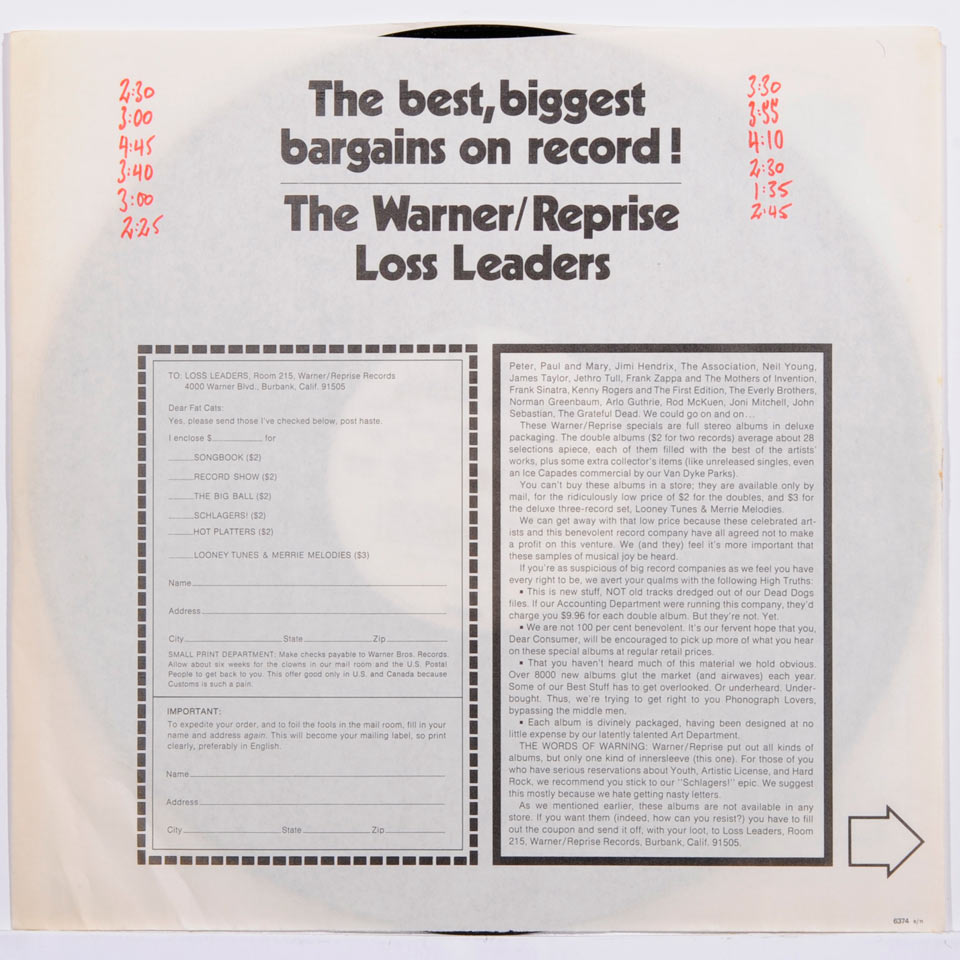 2:30
3:00
4:45
3:40
3:00
2:25
The best, biggest
bargains on record!
The Warner/Reprise
Loss Leaders
3:30
3:55
4:10
2:30
1:35
2:45
TO: LOSS LEADERS, Room 215, Warner/Reprise Records
4000 Warner Blvd., Burbank, Calif. 91505
Dear Fat Cats:
Yes, please send those I've checked below, post haste.
I enclose $ for
SONGBOOK ($2)
RECORD SHOW ($2)
THE BIG BALL ($2)
SCHLAGERS! ($2)
HOT PLATTERS ($2)
LOONEY TUNES & MERRIE MELODIES ($3)
Name
Address
City State Zip
SMALL PRINT DEPARTMENT: Make checks payable to Warner Bros. Records.
Allow about six weeks for the clowns in our mail room and the U.S. Postal
People to get back to you. This offer good only in U.S. and Canada because
Customs is such a pain.
IMPORTANT:
To expedite your order, and to foil the fools in the mail room, fill in your
name and address again. This will become your mailing label, so print
clearly, preferably in English.
Name
Address
City State Zip
Peter, Paul and Mary, Jimi Hendrix, The Association, Neil Young,
James Taylor, Jethro Tull, Frank Zappa and The Mothers of Invention,
Frank Sinatra, Kenny Rogers and The First Edition, The Everly Brothers,
Norman Greenbaum, Arlo Guthrie, Rod McKuen, Joni Mitchell, John
Sebastian, The Grateful Dead. We could go on and on...
These Warner/Reprise specials are full stereo albums in deluxe
packaging. The double albums ($2 for two records) average about 28
selections apiece, each of them filled with the best of the artists'
works, plus some extra collector's items (like unreleased singles, even
an Ice Capades commercial by our Van Dyke Parks).
You can't buy these albums in a store; they are available only by
mail, for the ridiculously low price of $2 for the doubles, and $3 for
the deluxe three-record set, Looney Tunes & Merrie Melodies.
We can get away with that low price because these celebrated art-
ists and this benevolent record company have all agreed not to make
a profit on this venture. We (and they) feel it's more important that
these samples of musical joy be heard.
If you're as suspicious of big record companies as we feel you have
every right to be, we avert your qualms with the following High Truths:
▪ This is new stuff, NOT old tracks dredged out of our Dead Dogs
files. If our Accounting Department were running this company, they'd
charge you $9.96 for each double album. But they're not. Yet.
▪ We are not 100 per cent benevolent. It's our fervent hope that you,
Dear Consumer, will be encouraged to pick up more of what you hear
on these special albums at regular retail prices.
▪ That you haven't heard much of this material we hold obvious.
Over 8000 new albums glut the market (and airwaves) each year.
Some of our Best Stuff has to get overlooked. Or underheard. Under-
bought. Thus, we're trying to get right to you Phonograph Lovers,
bypassing the middle men.
▪ Each album is divinely packaged, having been designed at no
little expense by our latently talented Art Department.
THE WORDS OF WARNING: Warner/Reprise put out all kinds of
albums, but only one kind of innersleeve (this one). For those of you
who have serious reservations about Youth, Artistic License, and Hard
Rock, we recommend you stick to our "Schlagers!" epic. We suggest
this mostly because we hate getting nasty letters.
As we mentioned earlier, these albums are not available in any
store. If you want them (indeed, how can you resist?) you have to fill
out the coupon and send it off, with your loot, to Loss Leaders, Room
215, Warner/Reprise Records, Burbank, Calif. 91505.
6374